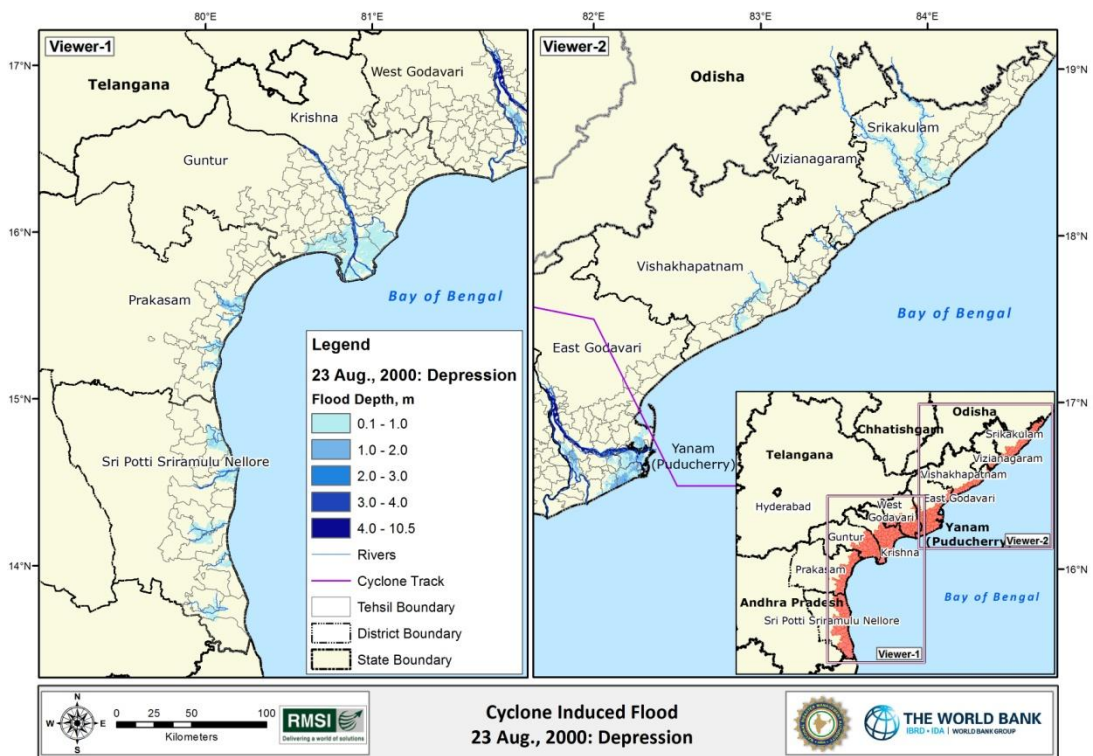 80°E
81°E
82°E
83°E
84°E
Viewer-1
17°N
16°N
15°N
14°N
Telangana
West Godavari
Krishna
Guntur
Prakasam
Bay of Bengal
Sri Potti Sriramulu Nellore
Legend
23 Aug., 2000: Depression
Flood Depth, m
0.1 - 1.0
1.0 - 2.0
2.0 - 3.0
3.0 - 4.0
4.0 - 10.5
Rivers
Cyclone Track
Tehsil Boundary
District Boundary
State Boundary
Viewer-2
Odisha
19°N
18°N
17°N
16°N
Srikakulam
Vizianagaram
Vishakhapatnam
Bay of Bengal
East Godavari
Yanam
(Puducherry)
Odisha
Chhatishgarh
Srikakulam
Telangana
Vizianagaram
Vishakhapatnam
Hyderabad
East Godavari
West
Godavari
Yanam
(Puducherry)
Guntur
Viewer-2
Krishna
Prakasam
Andhra Pradesh
Bay of Bengal
Sri Potti Sriramulu Nellore
Viewer-1
N
W
E
S
0 25 50 100
Kilometers
RMSI
Delivering a world of solutions
Cyclone Induced Flood
23 Aug., 2000: Depression
THE WORLD BANK
IBRD • IDA | WORLD BANK GROUP